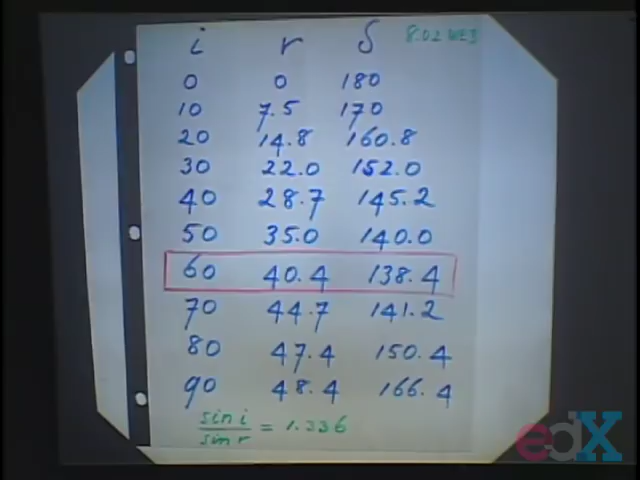 i r δ 8.02 WE3
0 0 180
10 7.5 170
20 14.8 160.8
30 22.0 152.0
40 28.7 145.2
50 35.0 140.0
60 40.4 138.4
70 44.7 141.2
80 47.4 150.4
90 48.4 166.4
sin i / sin r = 1.336
edX